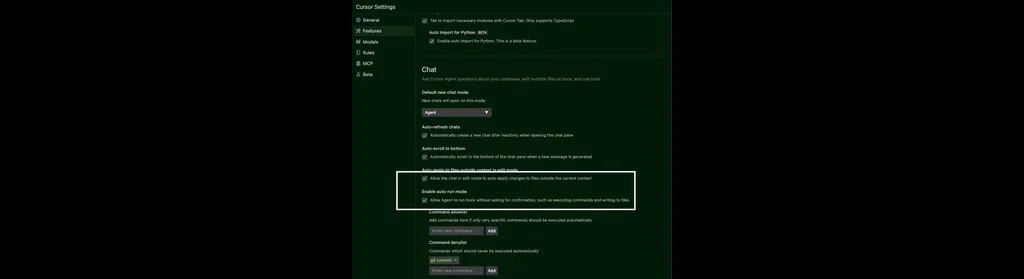 Cursor Settings
General
Features
Models
Rules
MCP
Beta
Tab to import necessary modules with Cursor Tab. Only supports TypeScript
Auto Import for Python BETA
Enable auto import for Python. This is a beta feature.
Chat
Ask Cursor Agent questions about your codebase, edit multiple files at once, and use tools
Default new chat mode
New chats will open no this mode
Agent
Auto-refresh chats
Automatically create a new chat after inactivity when opening the chat pane
Auto-scroll to bottom
Automatically scroll to the bottom of the chat pane when a new message is generated
Auto-apply to files outside context in edit mode
Allow the chat in edit mode to auto-apply changes to files outside the current context
Enable auto-run mode
Allow Agent to run tools without asking for confirmation, such as executing commands and writing to files
Command allowlist
Add commands here if only very specific commands should be executed automatically
Enter new command
Add
Command denylist
Commands which should never be executed automatically
git commit ×
Enter new command
Add